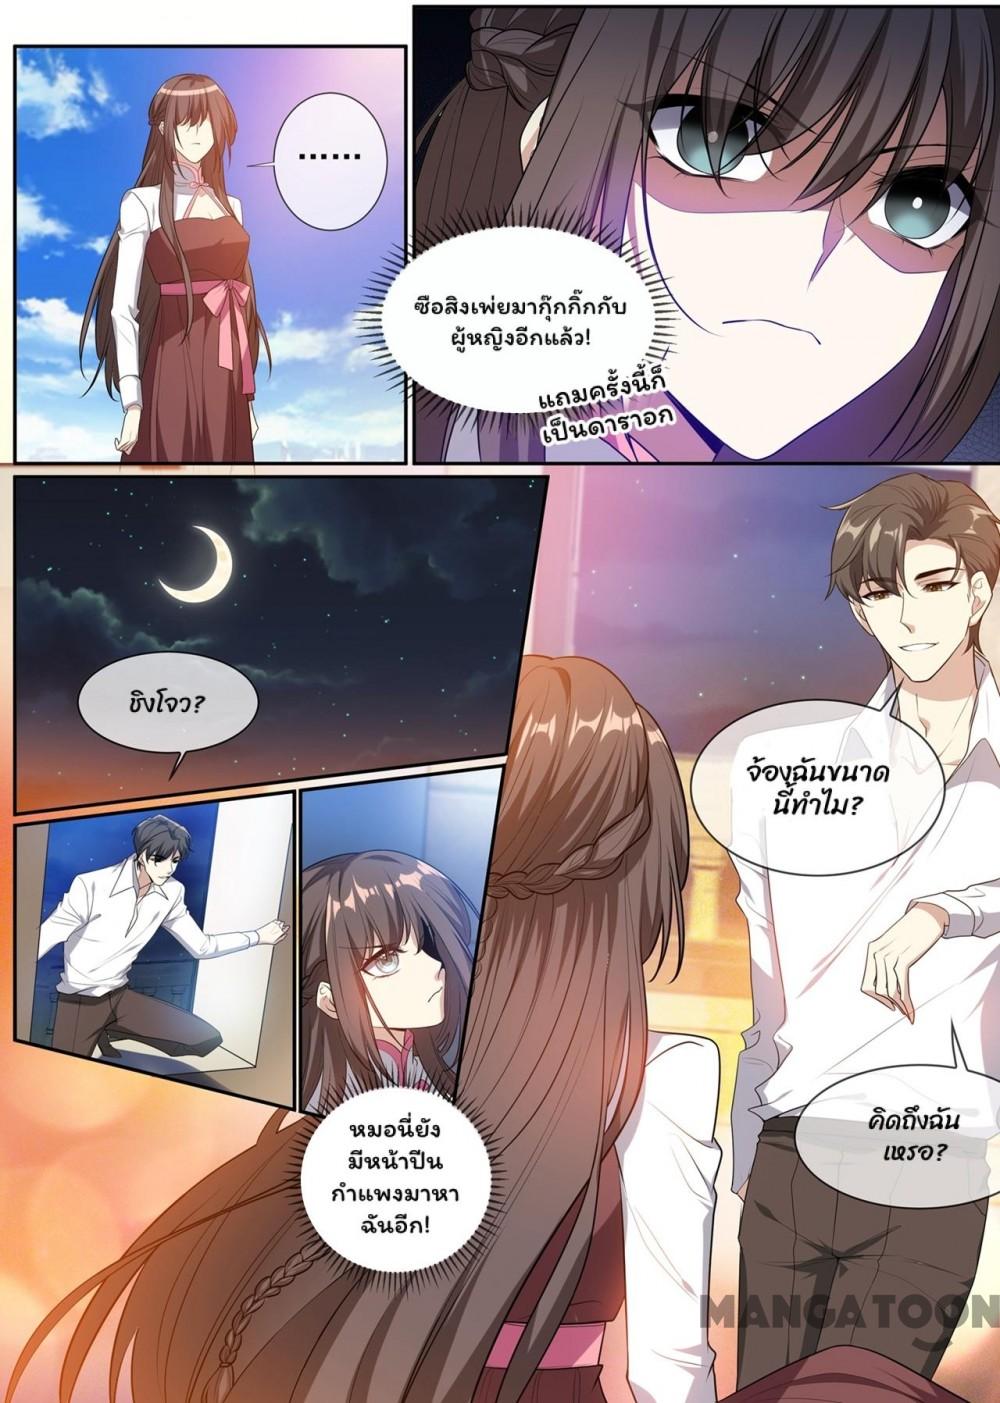 ......
ซือสิงเฟยมากุ๊กกิ๊กกับ
ผู้หญิงอีกแล้ว!
แถมครั้งนี้ก็
เป็นดาราอก
ชิงโจว?
จ้องฉันขนาด
นี้ทำไม?
หมอนี่ยัง
มีหน้าปีน
กำแพงมาหา
ฉันอีก!
คิดถึงฉัน
เหรอ?
MANGATOON